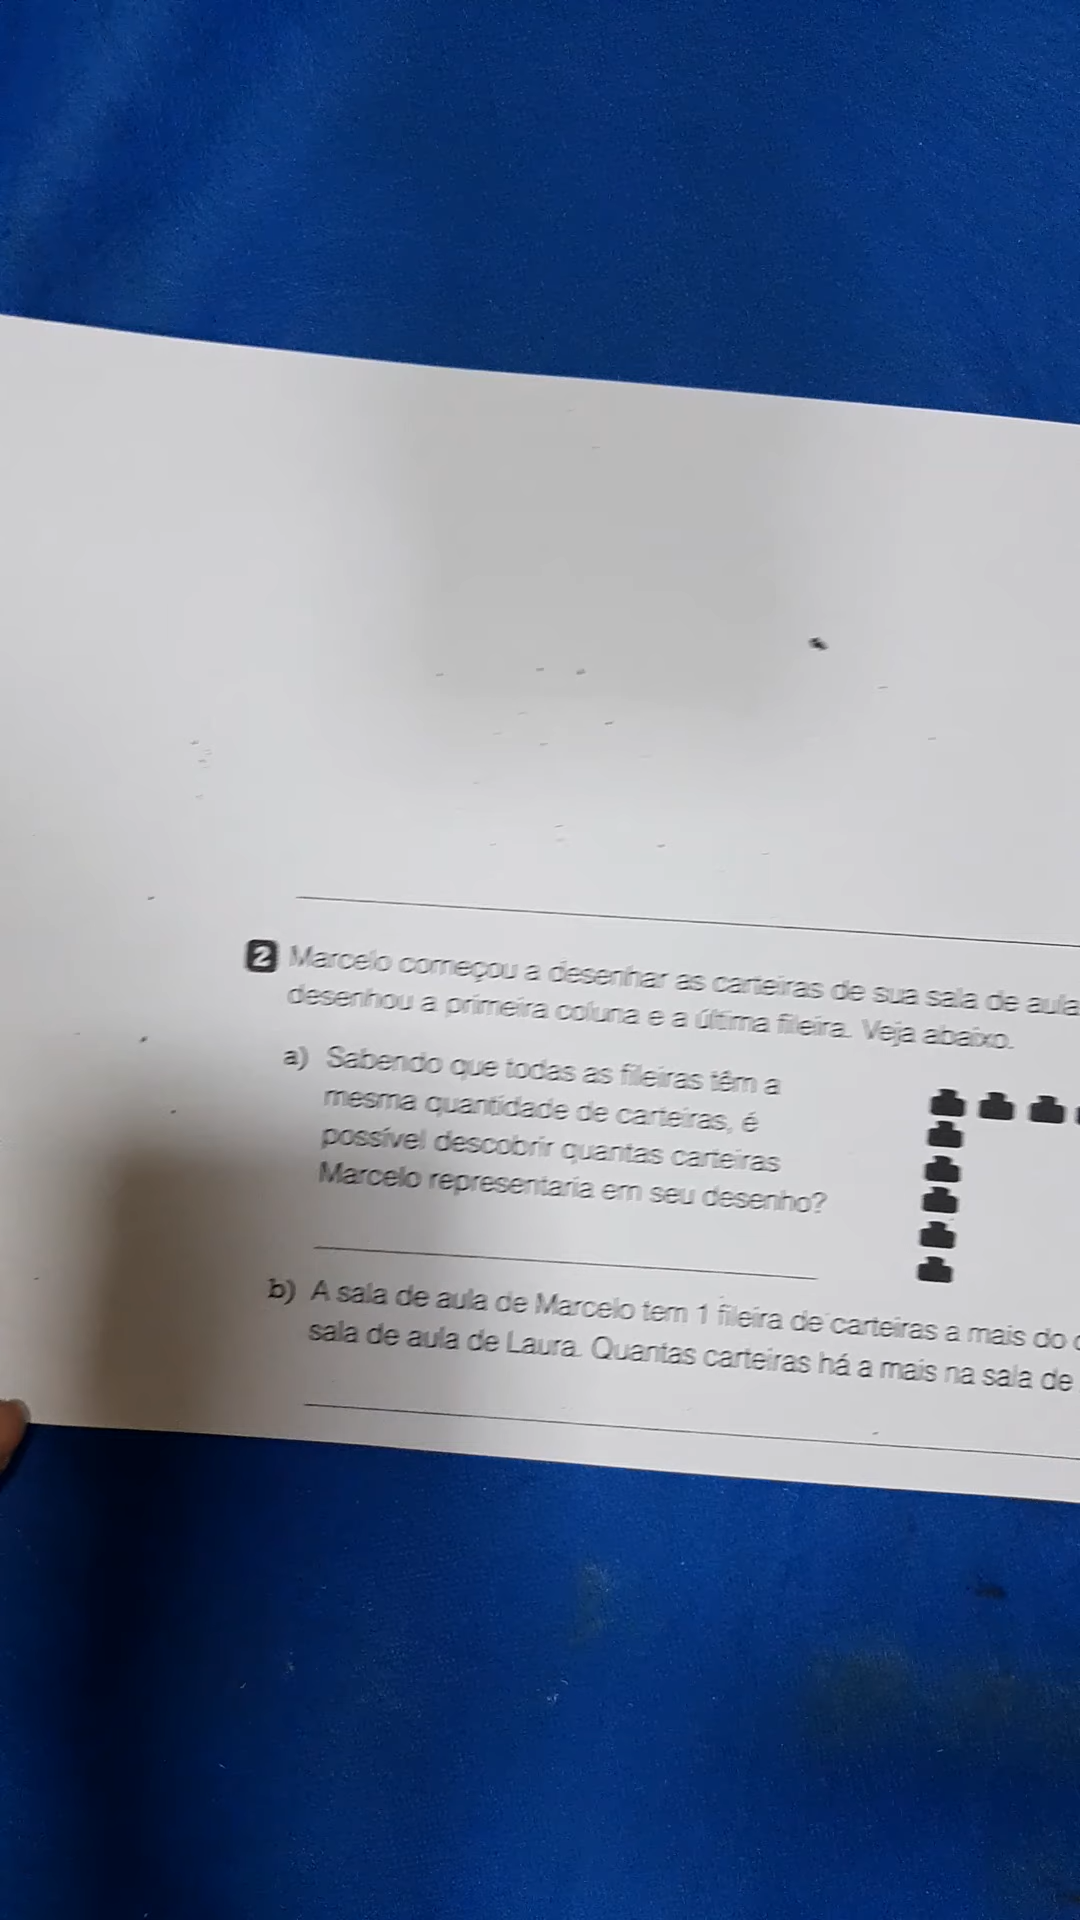 2 Marcelo começou a desenhar as carteiras de sua sala de aula
desenhou a primeira coluna e a última fileira. Veja abaixo.
a) Sabendo que todas as fileiras têm a
mesma quantidade de carteiras, é
possível descobrir quantas carteiras
Marcelo representaria em seu desenho?
b) A sala de aula de Marcelo tem 1 fileira de carteiras a mais do
sala de aula de Laura. Quantas carteiras há a mais na sala de